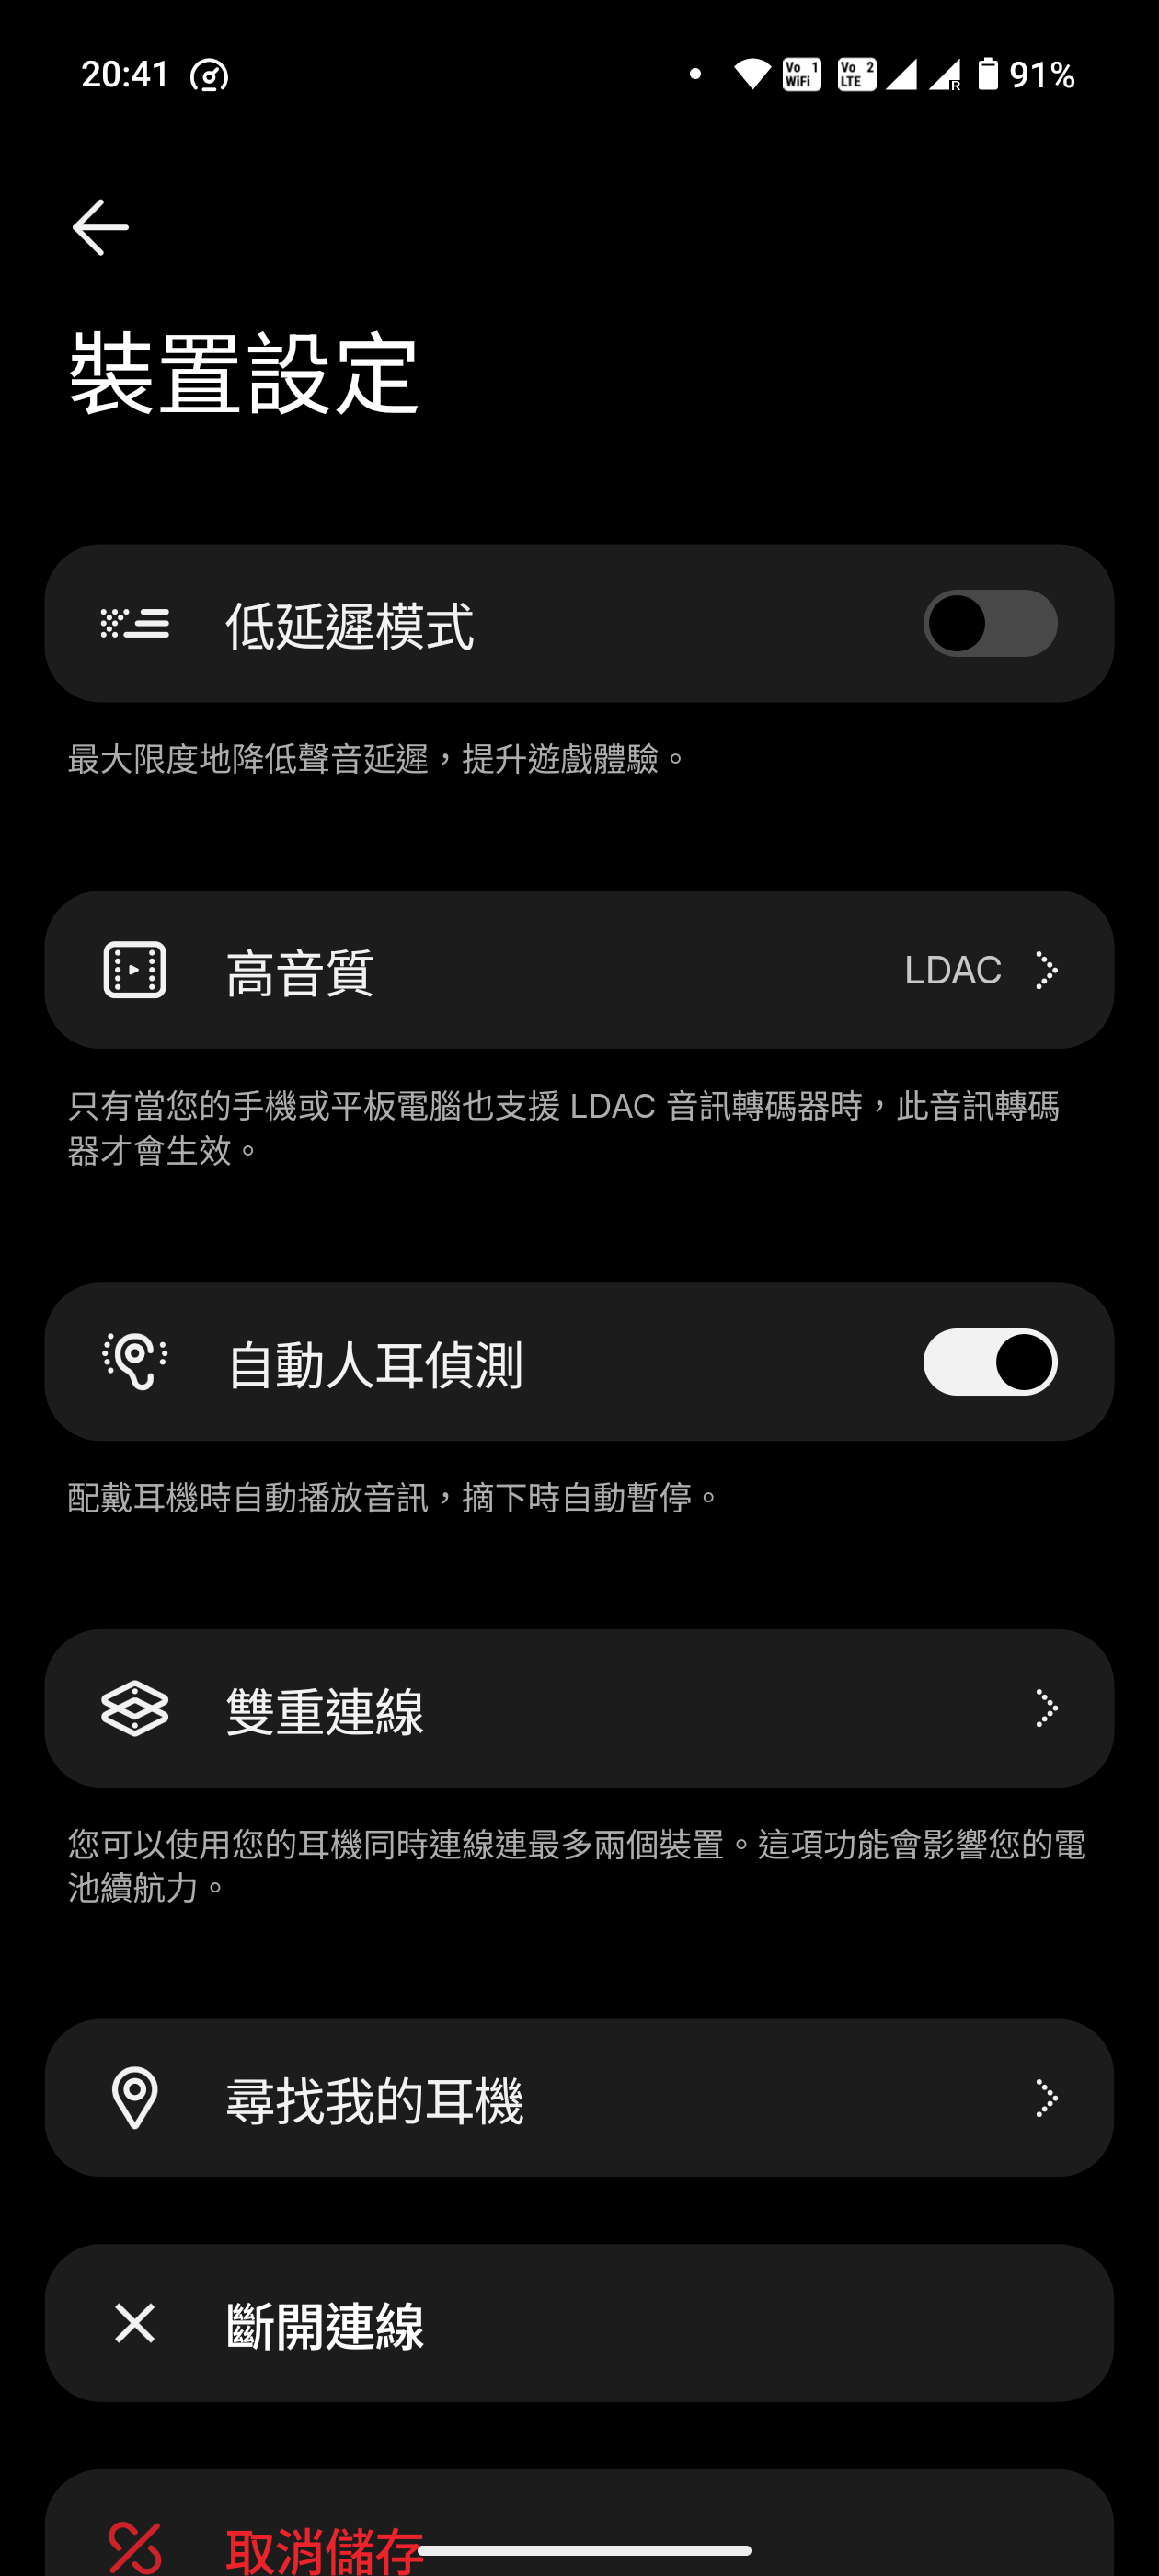 20:41
Vo 1
WiFi
Vo 2
LTE
R
91%
裝置設定
低延遲模式
最大限度地降低聲音延遲，提升遊戲體驗。
高音質
LDAC
只有當您的手機或平板電腦也支援 LDAC 音訊轉碼器時，此音訊轉碼
器才會生效。
自動人耳偵測
配戴耳機時自動播放音訊，摘下時自動暫停。
雙重連線
您可以使用您的耳機同時連線連最多兩個裝置。這項功能會影響您的電
池續航力。
尋找我的耳機
斷開連線
取消儲存